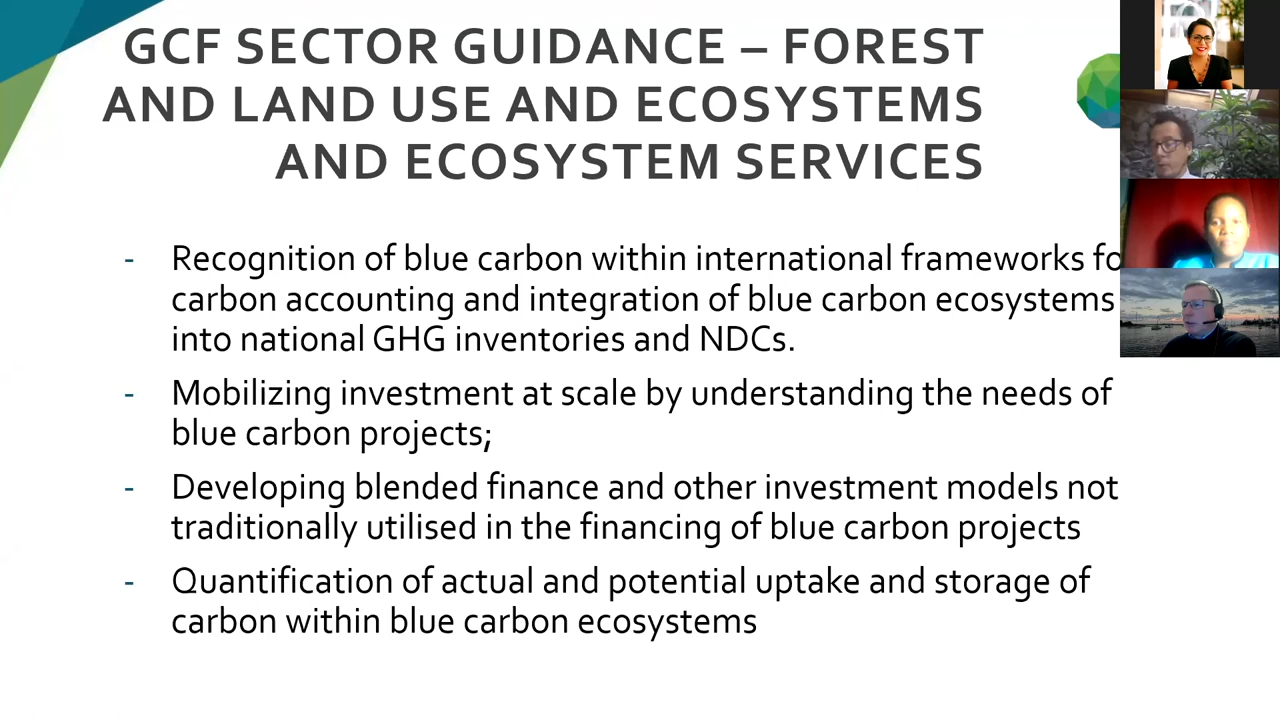 GCF SECTOR GUIDANCE – FOREST
AND LAND USE AND ECOSYSTEMS
AND ECOSYSTEM SERVICES
- Recognition of blue carbon within international frameworks fo
carbon accounting and integration of blue carbon ecosystems
into national GHG inventories and NDCs.
- Mobilizing investment at scale by understanding the needs of
blue carbon projects;
- Developing blended finance and other investment models not
traditionally utilised in the financing of blue carbon projects
- Quantification of actual and potential uptake and storage of
carbon within blue carbon ecosystems